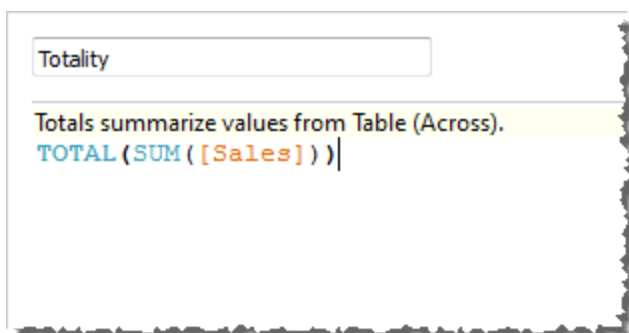 Totality
Totals summarize values from Table (Across).
TOTAL(SUM([Sales]))